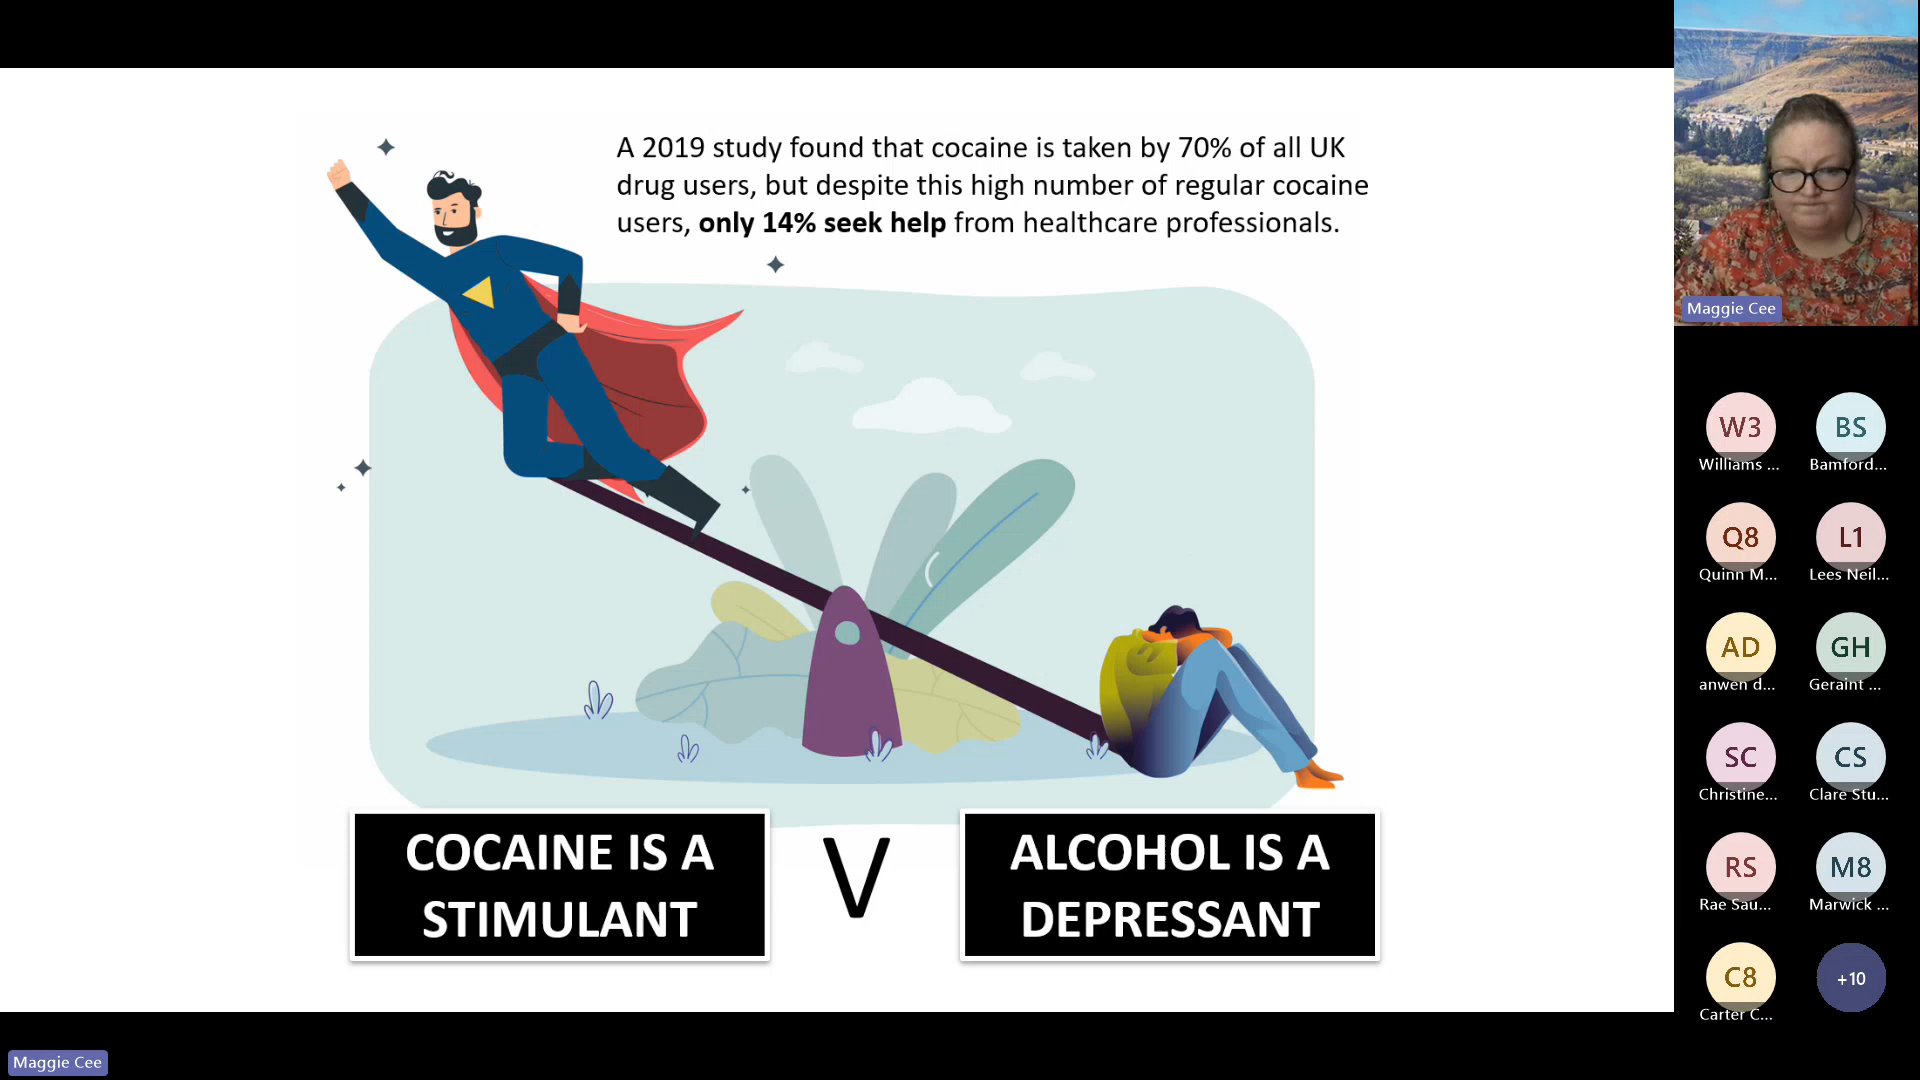 A 2019 study found that cocaine is taken by 70% of all UK
drug users, but despite this high number of regular cocaine
users, only 14% seek help from healthcare professionals.
COCAINE IS A
STIMULANT
V
ALCOHOL IS A
DEPRESSANT
Maggie Cee
W3
Williams ...
BS
Bamford...
Q8
Quinn M...
L1
Lees Neil...
AD
anwen d...
GH
Geraint ...
SC
Christine...
CS
Clare Stu...
RS
Rae Sau...
M8
Marwick ...
C8
Carter C...
+10
Maggie Cee